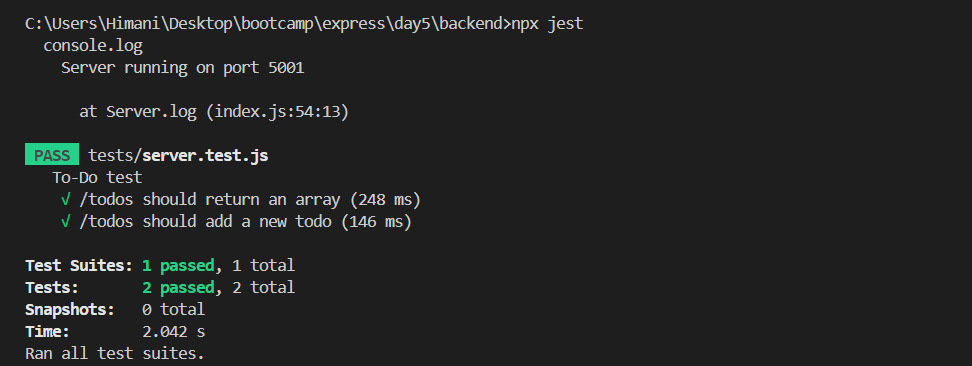 C:\Users\Himani\Desktop\bootcamp\express\day5\backend>npx jest
console.log
Server running on port 5001
at Server.log (index.js:54:13)
PASS tests/server.test.js
To-Do test
√ /todos should return an array (248 ms)
√ /todos should add a new todo (146 ms)
Test Suites: 1 passed, 1 total
Tests: 2 passed, 2 total
Snapshots: 0 total
Time: 2.042 s
Ran all test suites.